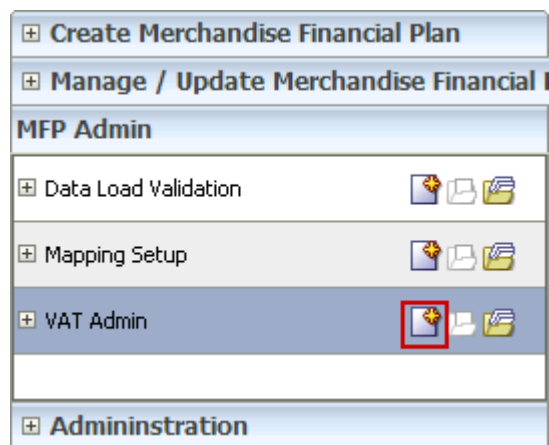 Create Merchandise Financial Plan
Manage / Update Merchandise Financial
MFP Admin
Data Load Validation
Mapping Setup
VAT Admin
Admininstration